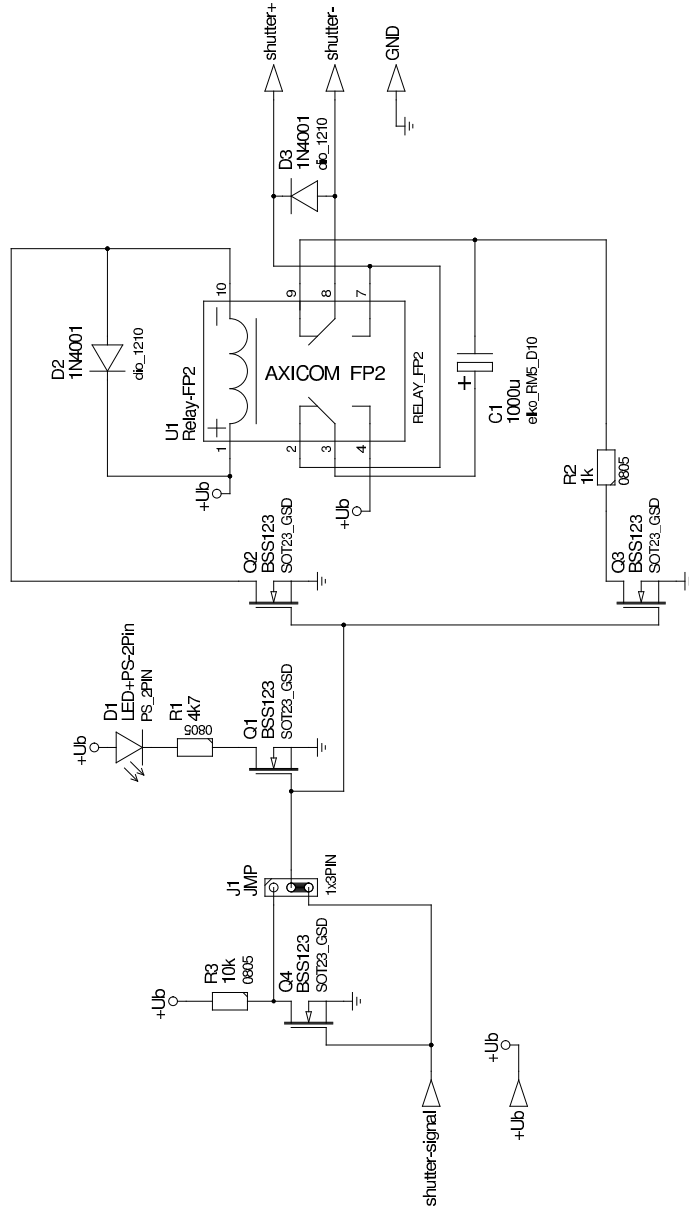 shutter+
shutter-
GND
D3
1N4001
dio_1210
D2
1N4001
dio_1210
10
9
8
7
AXICOM FP2
RELAY_FP2
U1
Relay-FP2
1
2
3
4
+Ub
+Ub
C1
1000u
elko_RM5_D10
R2
1k
0805
Q2
BSS123
SOT23_GSD
Q3
BSS123
SOT23_GSD
+Ub
D1
LED+PS-2Pin
PS_2PIN
R1
4k7
0805
Q1
BSS123
SOT23_GSD
J1
JMP
1x3PIN
+Ub
R3
10k
0805
Q4
BSS123
SOT23_GSD
shutter-signal
+Ub
+Ub